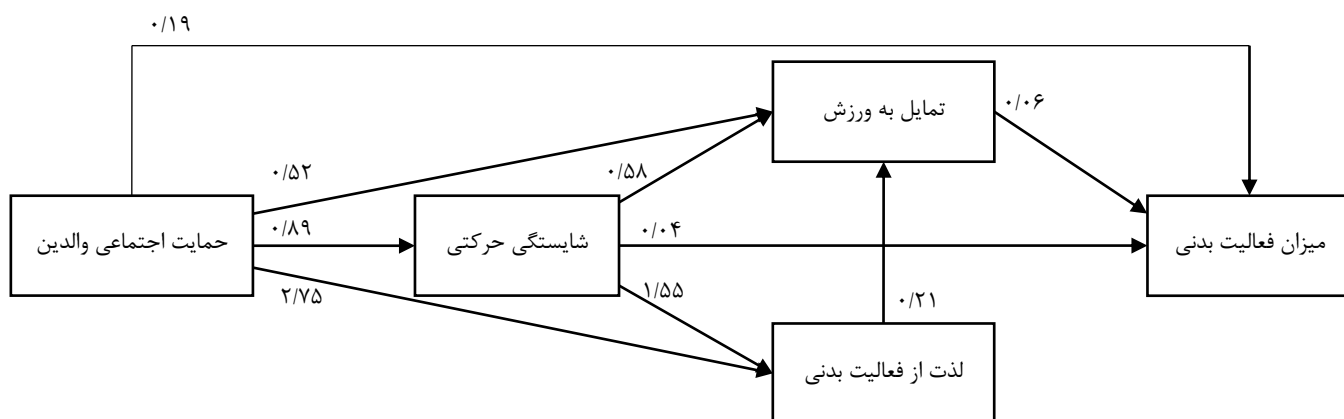 ۰/۱۹
تمایل به ورزش
۰/۰۶
۰/۵۲
۰/۵۸
حمایت اجتماعی والدین
۰/۸۹
شایستگی حرکتی
۰/۰۴
میزان فعالیت بدنی
۲/۷۵
۱/۵۵
۰/۲۱
لذت از فعالیت بدنی